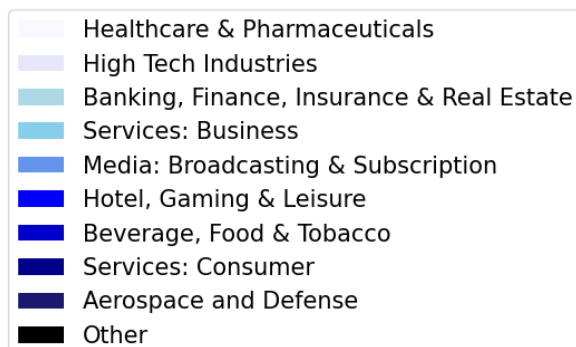 Healthcare & Pharmaceuticals
High Tech Industries
Banking, Finance, Insurance & Real Estate
Services: Business
Media: Broadcasting & Subscription
Hotel, Gaming & Leisure
Beverage, Food & Tobacco
Services: Consumer
Aerospace and Defense
Other